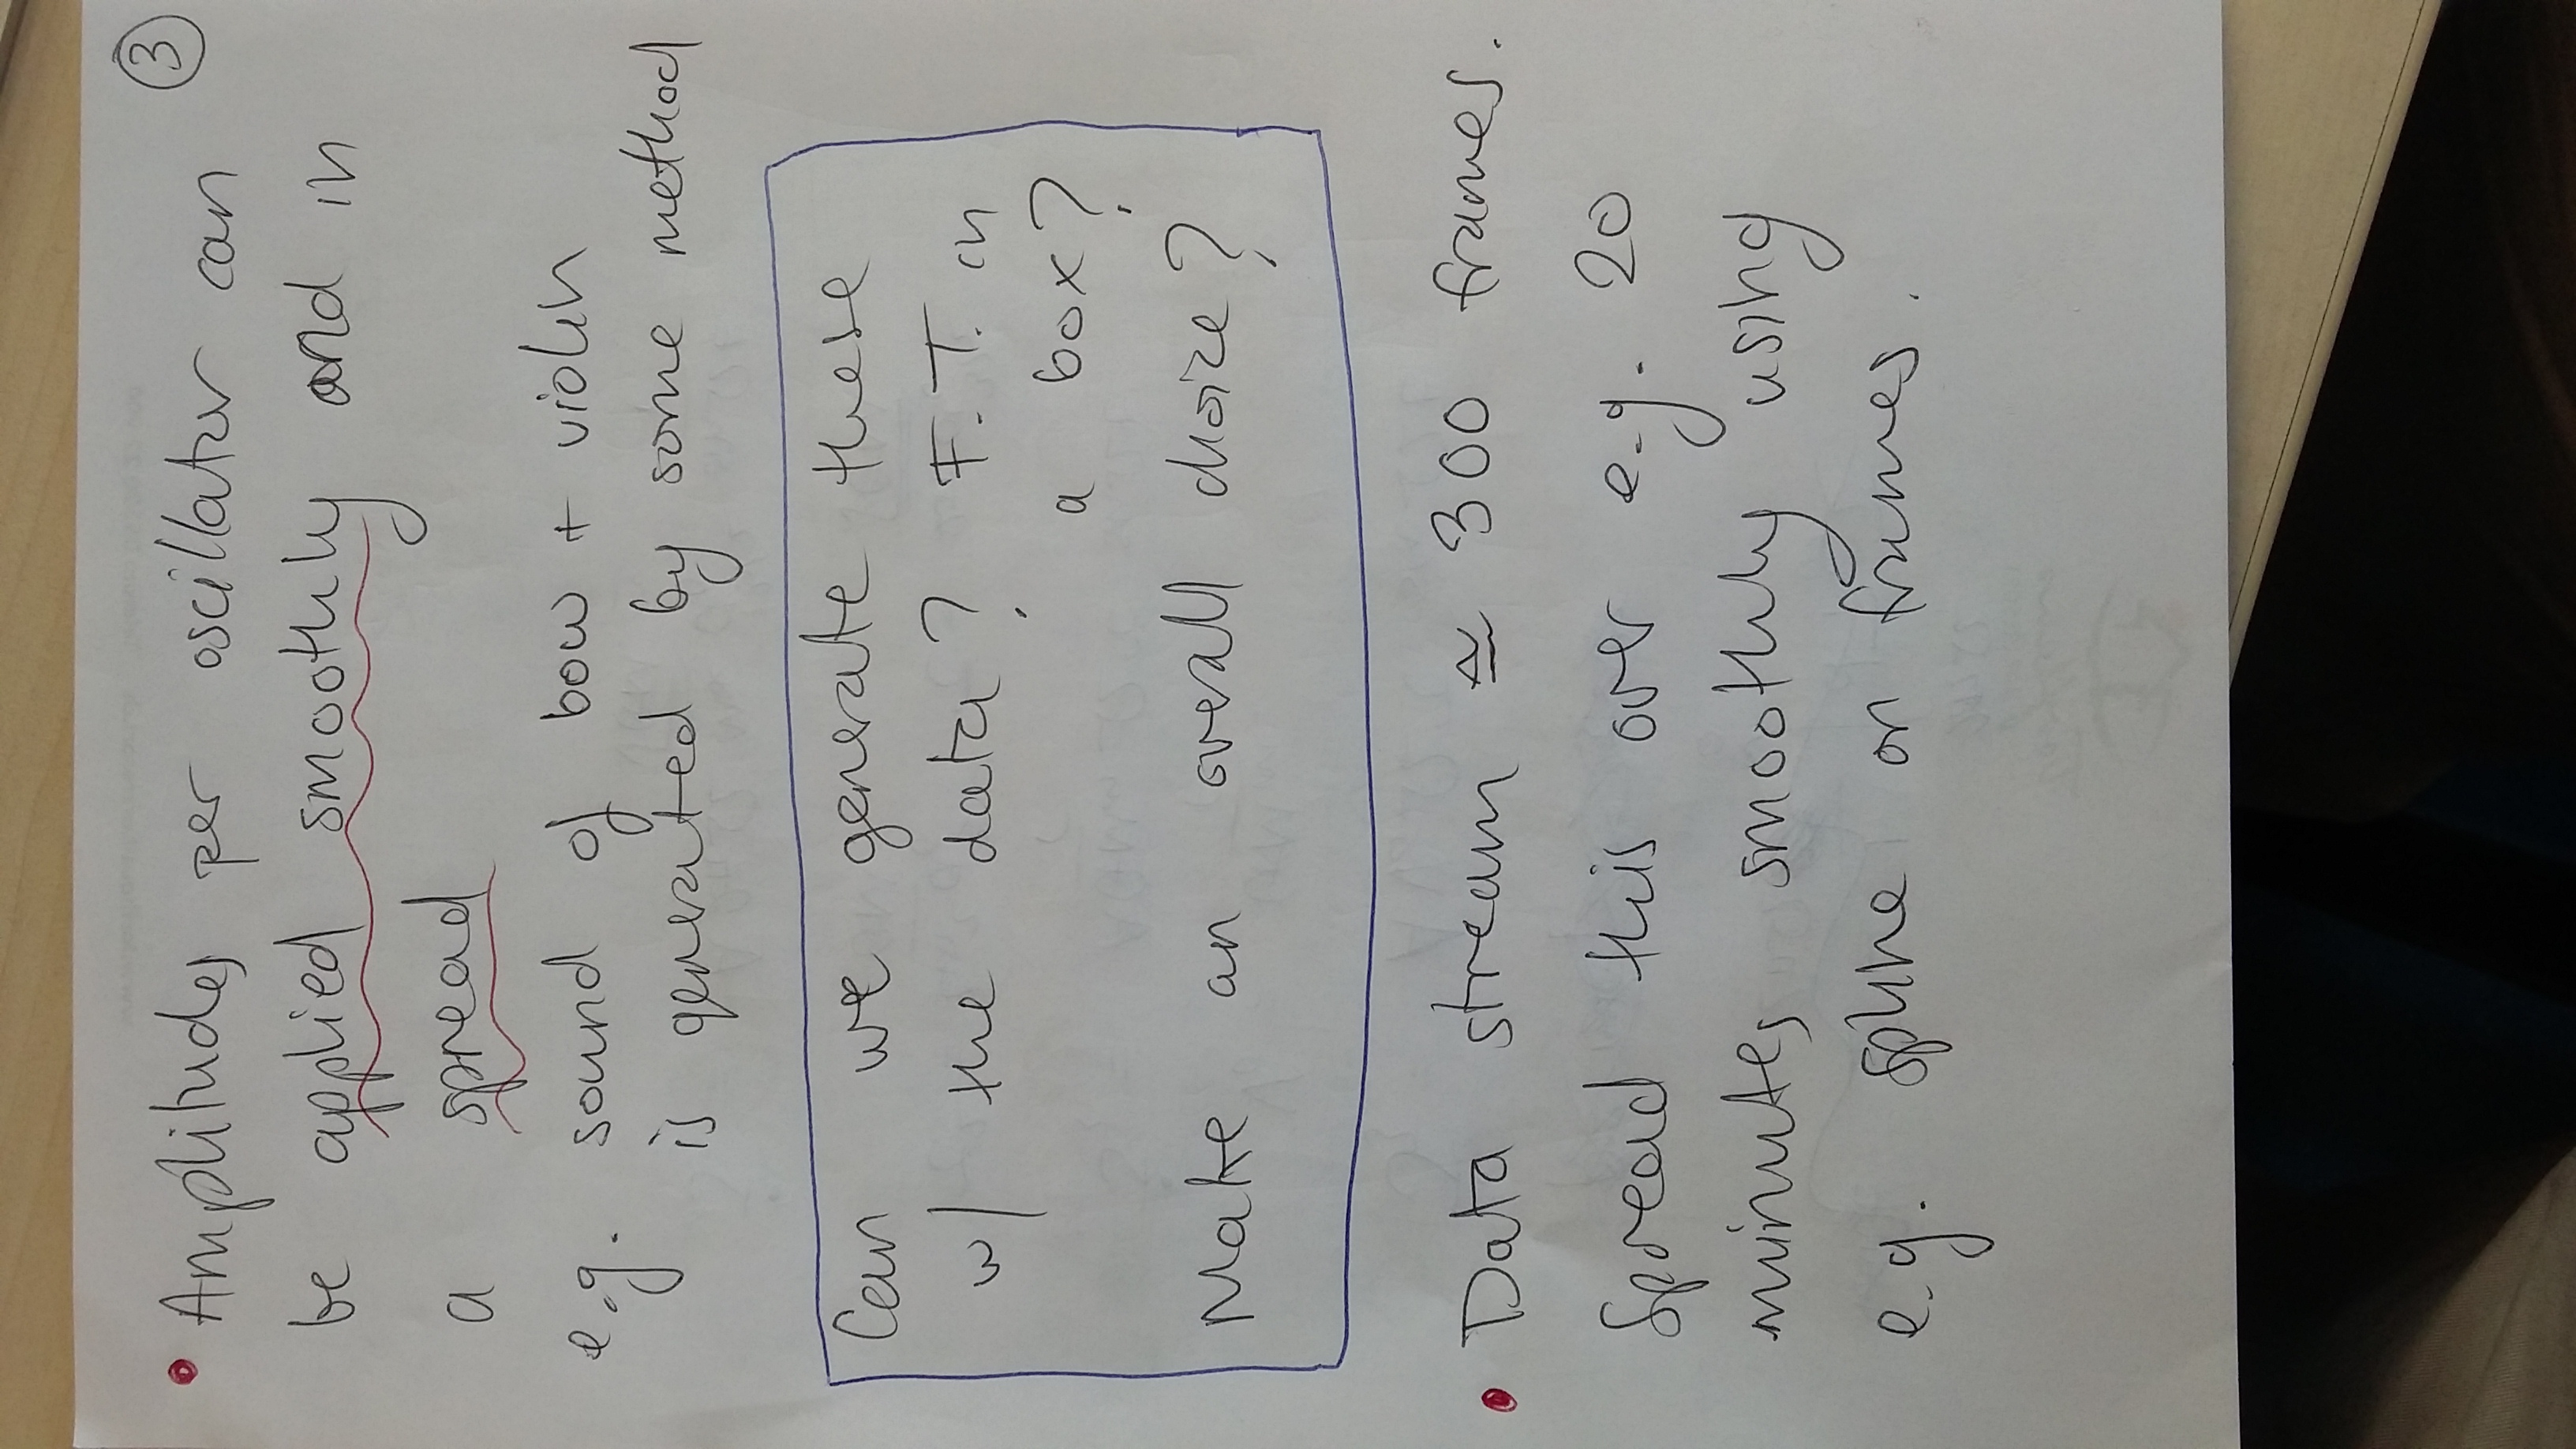 3
• Amplitudes per oscillator can
be applied smoothly and in
a spread
e.g. sound of bow + violin
is generated by some method
Can we generate these
w/ the data? F.T. in
a box?
Make an overall choice?
• Data stream ≃ 300 frames.
Spread this over e.g. 20
minutes smoothly using
e.g. spline on frames.